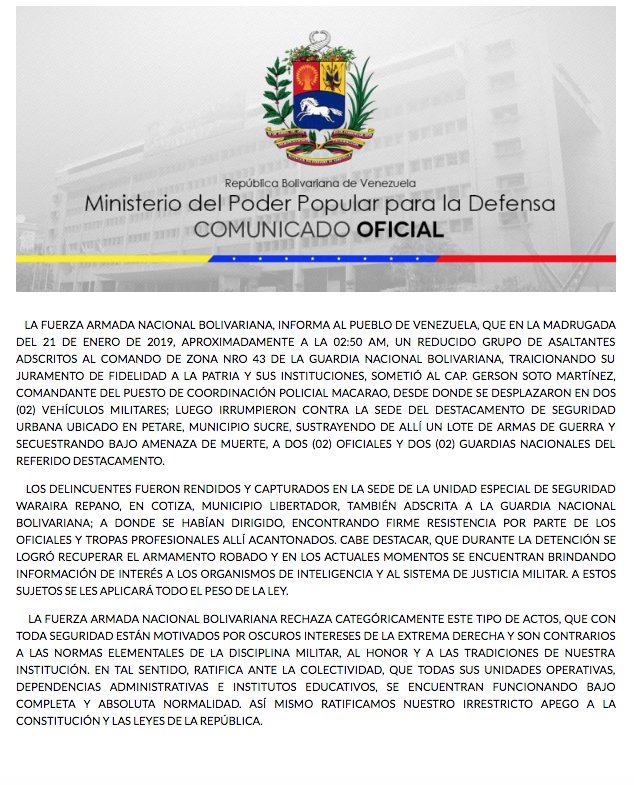 República Bolivariana de Venezuela
Ministerio del Poder Popular para la Defensa
COMUNICADO OFICIAL
LA FUERZA ARMADA NACIONAL BOLIVARIANA, INFORMA AL PUEBLO DE VENEZUELA, QUE EN LA MADRUGADA
DEL 21 DE ENERO DE 2019, APROXIMADAMENTE A LA 02:50 AM, UN REDUCIDO GRUPO DE ASALTANTES
ADSCRITOS AL COMANDO DE ZONA NRO 43 DE LA GUARDIA NACIONAL BOLIVARIANA, TRAICIONANDO SU
JURAMENTO DE FIDELIDAD A LA PATRIA Y SUS INSTITUCIONES, SOMETIÓ AL CAP. GERSON SOTO MARTÍNEZ,
COMANDANTE DEL PUESTO DE COORDINACIÓN POLICIAL MACARAO, DESDE DONDE SE DESPLAZARON EN DOS
(02) VEHÍCULOS MILITARES; LUEGO IRRUMPIERON CONTRA LA SEDE DEL DESTACAMENTO DE SEGURIDAD
URBANA UBICADO EN PETARE, MUNICIPIO SUCRE, SUSTRAYENDO DE ALLÍ UN LOTE DE ARMAS DE GUERRA Y
SECUESTRANDO BAJO AMENAZA DE MUERTE, A DOS (02) OFICIALES Y DOS (02) GUARDIAS NACIONALES DEL
REFERIDO DESTACAMENTO.
LOS DELINCUENTES FUERON RENDIDOS Y CAPTURADOS EN LA SEDE DE LA UNIDAD ESPECIAL DE SEGURIDAD
WARAIRA REPANO, EN COTIZA, MUNICIPIO LIBERTADOR, TAMBIÉN ADSCRITA A LA GUARDIA NACIONAL
BOLIVARIANA; A DONDE SE HABÍAN DIRIGIDO, ENCONTRANDO FIRME RESISTENCIA POR PARTE DE LOS
OFICIALES Y TROPAS PROFESIONALES ALLÍ ACANTONADOS. CABE DESTACAR, QUE DURANTE LA DETENCIÓN SE
LOGRÓ RECUPERAR EL ARMAMENTO ROBADO Y EN LOS ACTUALES MOMENTOS SE ENCUENTRAN BRINDANDO
INFORMACIÓN DE INTERÉS A LOS ORGANISMOS DE INTELIGENCIA Y AL SISTEMA DE JUSTICIA MILITAR. A ESTOS
SUJETOS SE LES APLICARÁ TODO EL PESO DE LA LEY.
LA FUERZA ARMADA NACIONAL BOLIVARIANA RECHAZA CATEGÓRICAMENTE ESTE TIPO DE ACTOS, QUE CON
TODA SEGURIDAD ESTÁN MOTIVADOS POR OSCUROS INTERESES DE LA EXTREMA DERECHA Y SON CONTRARIOS
A LAS NORMAS ELEMENTALES DE LA DISCIPLINA MILITAR, AL HONOR Y A LAS TRADICIONES DE NUESTRA
INSTITUCIÓN. EN TAL SENTIDO, RATIFICA ANTE LA COLECTIVIDAD, QUE TODAS SUS UNIDADES OPERATIVAS,
DEPENDENCIAS ADMINISTRATIVAS E INSTITUTOS EDUCATIVOS, SE ENCUENTRAN FUNCIONANDO BAJO
COMPLETA Y ABSOLUTA NORMALIDAD. ASÍ MISMO RATIFICAMOS NUESTRO IRRESTRICTO APEGO A LA
CONSTITUCIÓN Y LAS LEYES DE LA REPÚBLICA.